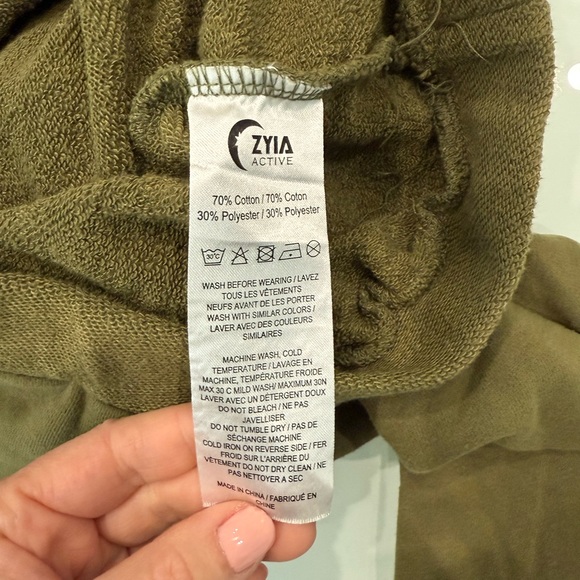 ZYIA
ACTIVE
70% Cotton / 70% Coton
30% Polyester / 30% Polyester
30°C
WASH BEFORE WEARING / LAVEZ
TOUS LES VÊTEMENTS
NEUFS AVANT DE LES PORTER
WASH WITH SIMILAR COLORS /
LAVER AVEC DES COULEURS
SIMILAIRES
MACHINE WASH, COLD
TEMPERATURE / LAVAGE EN
MACHINE, TEMPÉRATURE FROIDE
MAX 30 C MILD WASH/ MAXIMUM 30N
LAVER AVEC UN DÉTERGENT DOUX
DO NOT BLEACH / NE PAS
JAVELLISER
DO NOT TUMBLE DRY / PAS DE
SÉCHANGE MACHINE
COLD IRON ON REVERSE SIDE / FER
FROID SUR L'ARRIÈRE DU
VÊTEMENT DO NOT DRY CLEAN / NE
PAS NETTOYER A SEC
MADE IN CHINA / FABRIQUÉ EN
CHINE